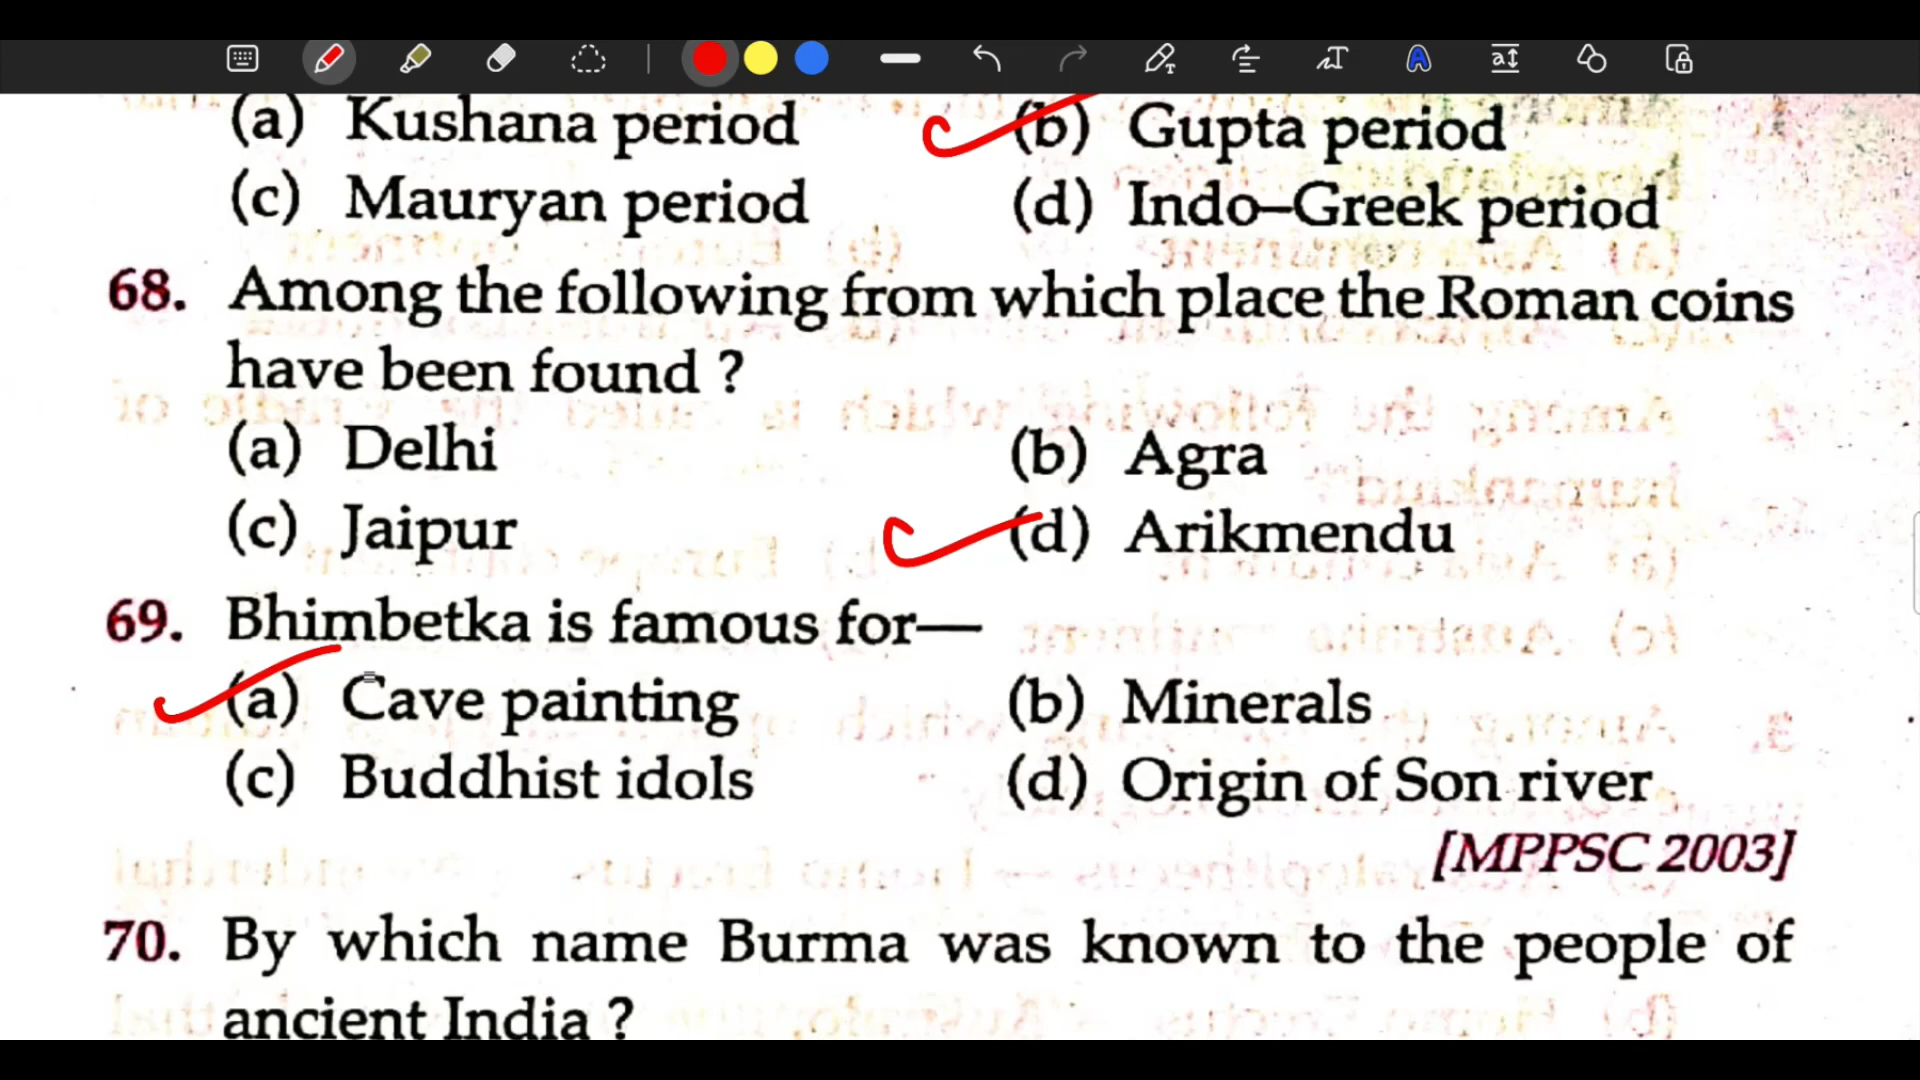 (a) Kushana period (b) Gupta period
(c) Mauryan period (d) Indo–Greek period
68. Among the following from which place the Roman coins
have been found ?
(a) Delhi (b) Agra
(c) Jaipur (d) Arikmendu
69. Bhimbetka is famous for—
(a) Cave painting (b) Minerals
(c) Buddhist idols (d) Origin of Son river
[MPPSC 2003]
70. By which name Burma was known to the people of
ancient India ?